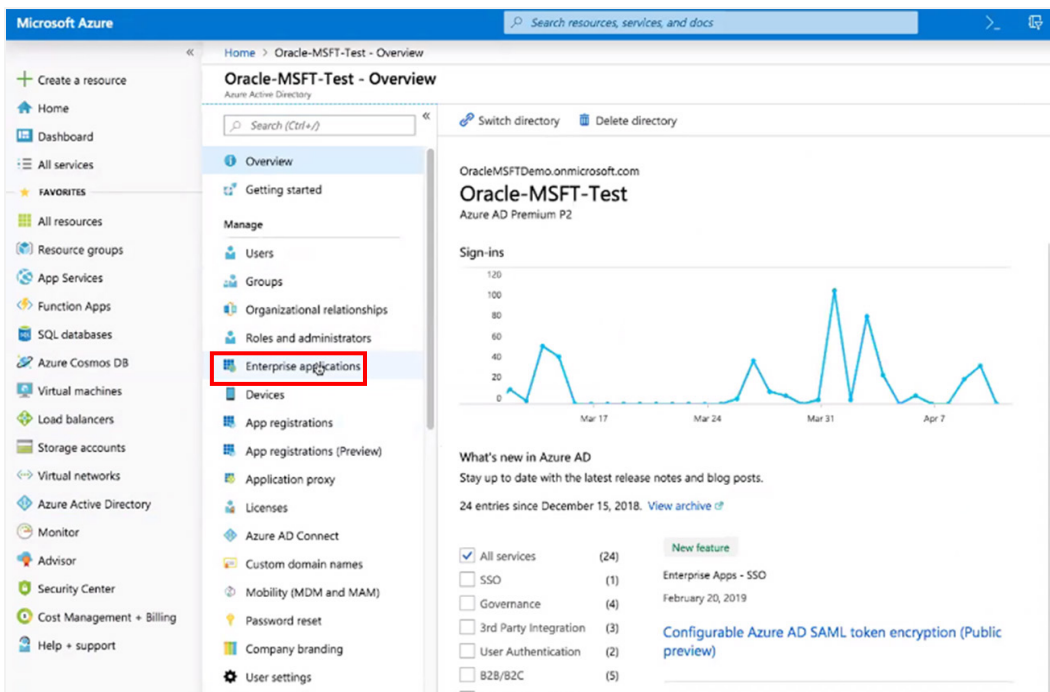 Microsoft Azure
Search resources, services, and docs
Create a resource
Home
Dashboard
All services
FAVORITES
All resources
Resource groups
App Services
Function Apps
SQL databases
Azure Cosmos DB
Virtual machines
Load balancers
Storage accounts
Virtual networks
Azure Active Directory
Monitor
Advisor
Security Center
Cost Management + Billing
Help + support
Home > Oracle-MSFT-Test - Overview
Oracle-MSFT-Test - Overview
Azure Active Directory
Search (Ctrl+/)
Overview
Getting started
Manage
Users
Groups
Organizational relationships
Roles and administrators
Enterprise applications
Devices
App registrations
App registrations (Preview)
Application proxy
Licenses
Azure AD Connect
Custom domain names
Mobility (MDM and MAM)
Password reset
Company branding
User settings
Switch directory Delete directory
OracleMSFTDemo.onmicrosoft.com
Oracle-MSFT-Test
Azure AD Premium P2
Sign-ins
120
100
80
60
40
20
0
Mar 17 Mar 24 Mar 31 Apr 7
What's new in Azure AD
Stay up to date with the latest release notes and blog posts.
24 entries since December 15, 2018. View archive
All services (24)
SSO (1)
Governance (4)
3rd Party Integration (3)
User Authentication (2)
B2B/B2C (5)
New feature
Enterprise Apps - SSO
February 20, 2019
Configurable Azure AD SAML token encryption (Public
preview)